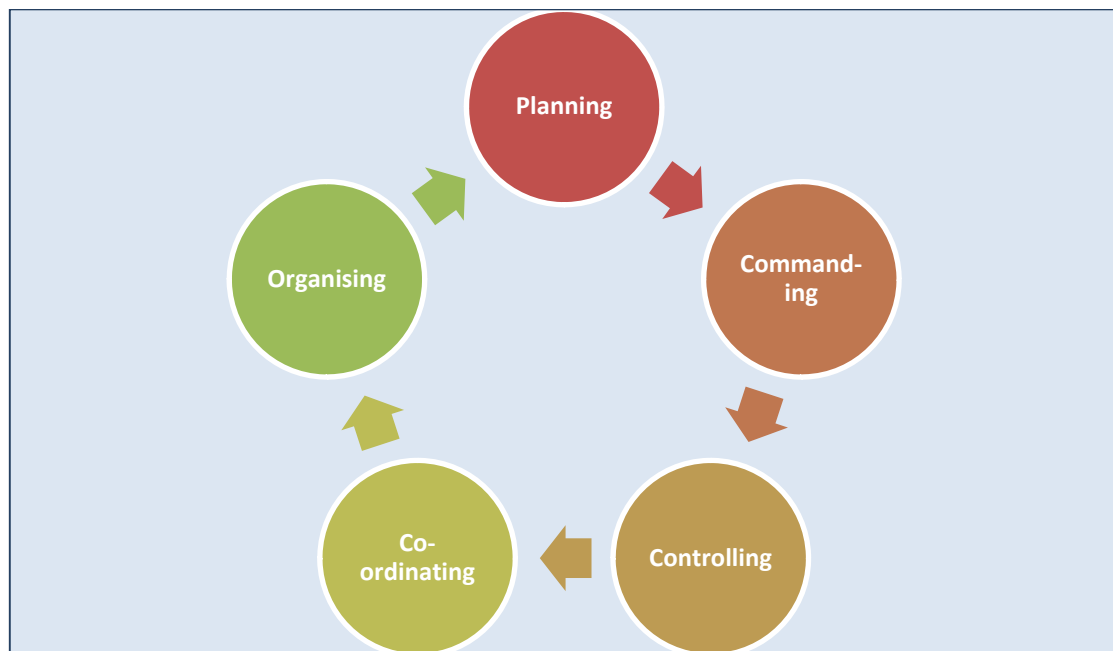 Planning
Command-
ing
Controlling
Co-
ordinating
Organising